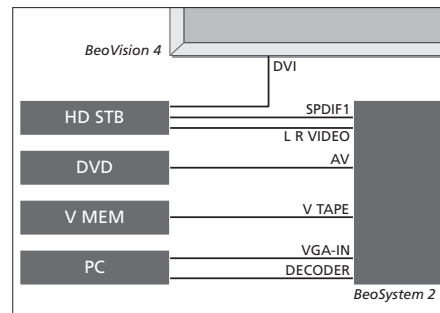 BeoVision 4
DVI
HD STB
SPDIF1
L R VIDEO
DVD
AV
V MEM
V TAPE
PC
VGA-IN
DECODER
BeoSystem 2